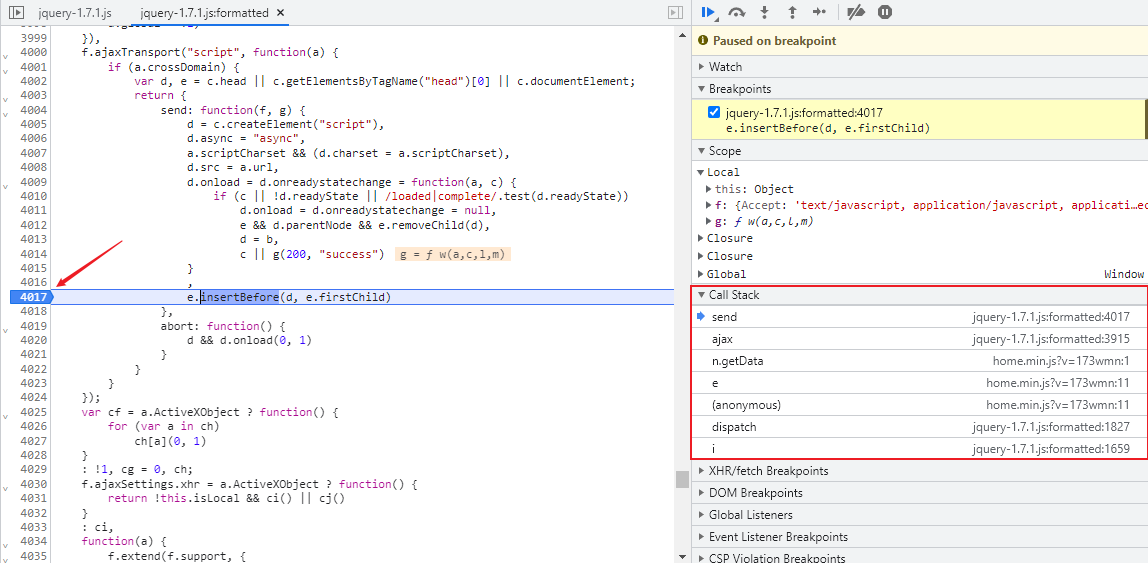 jquery-1.7.1.js
jquery-1.7.1.js:formatted ×
3999 }),
4000 f.ajaxTransport("script", function(a) {
4001 if (a.crossDomain) {
4002 var d, e = c.head || c.getElementsByTagName("head")[0] || c.documentElement;
4003 return {
4004 send: function(f, g) {
4005 d = c.createElement("script"),
4006 d.async = "async",
4007 a.scriptCharset && (d.charset = a.scriptCharset),
4008 d.src = a.url,
4009 d.onload = d.onreadystatechange = function(a, c) {
4010 if (c || !d.readyState || /loaded|complete/.test(d.readyState))
4011 d.onload = d.onreadystatechange = null,
4012 e && d.parentNode && e.removeChild(d),
4013 d = b,
4014 c || g(200, "success") g = ƒ w(a,c,l,m)
4015 }
4016 ,
4017 e.insertBefore(d, e.firstChild)
4018 },
4019 abort: function() {
4020 d && d.onload(0, 1)
4021 }
4022 }
4023 }
4024 });
4025 var cf = a.ActiveXObject ? function() {
4026 for (var a in ch)
4027 ch[a](0, 1)
4028 }
4029 : !1, cg = 0, ch;
4030 f.ajaxSettings.xhr = a.ActiveXObject ? function() {
4031 return !this.isLocal && ci() || cj()
4032 }
4033 : ci,
4034 function(a) {
4035 f.extend(f.support, {
Paused on breakpoint
Watch
Breakpoints
jquery-1.7.1.js:formatted:4017
e.insertBefore(d, e.firstChild)
Scope
Local
this: Object
f: {Accept: 'text/javascript, application/javascript, applicati…ec
g: ƒ w(a,c,l,m)
Closure
Closure
Global Window
Call Stack
send jquery-1.7.1.js:formatted:4017
ajax jquery-1.7.1.js:formatted:3915
n.getData home.min.js?v=173wmn:1
e home.min.js?v=173wmn:11
(anonymous) home.min.js?v=173wmn:11
dispatch jquery-1.7.1.js:formatted:1827
i jquery-1.7.1.js:formatted:1659
XHR/fetch Breakpoints
DOM Breakpoints
Global Listeners
Event Listener Breakpoints
CSP Violation Breakpoints